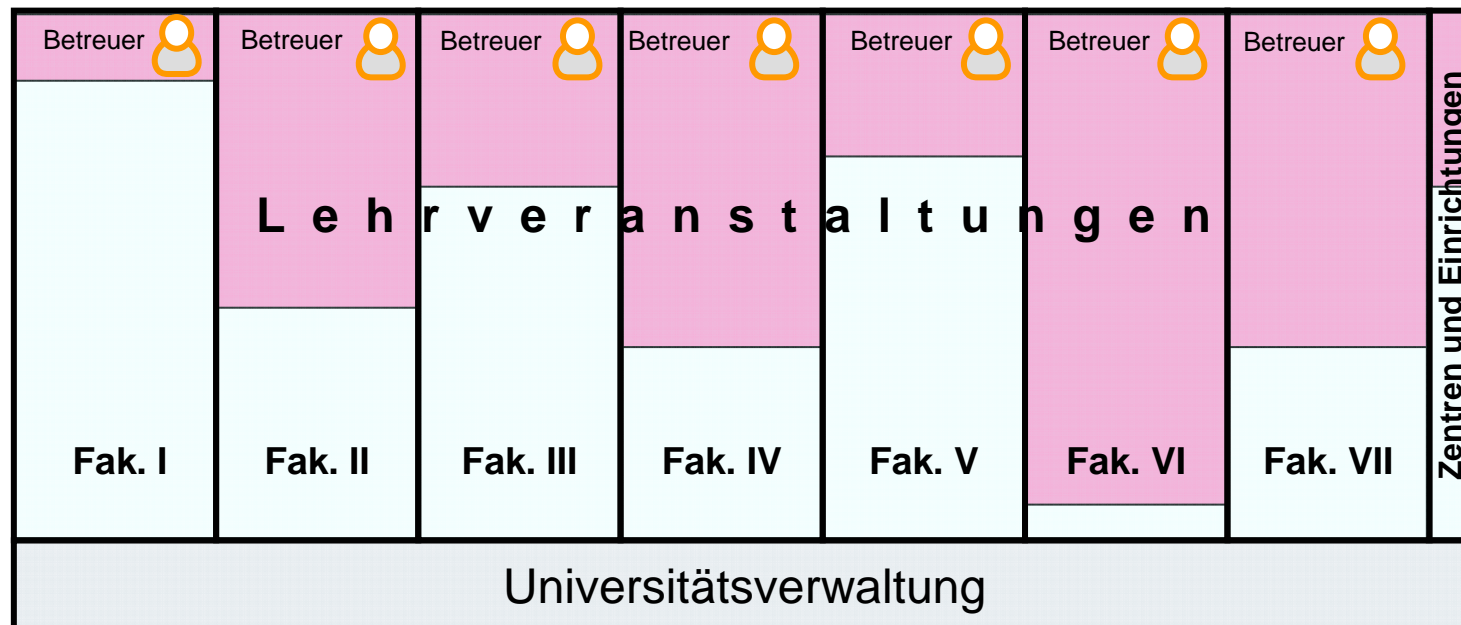 Betreuer Betreuer Betreuer Betreuer Betreuer Betreuer Betreuer
Lehrveranstaltungen
Fak. I Fak. II Fak. III Fak. IV Fak. V Fak. VI Fak. VII
Zentren und Einrichtungen
Universitätsverwaltung